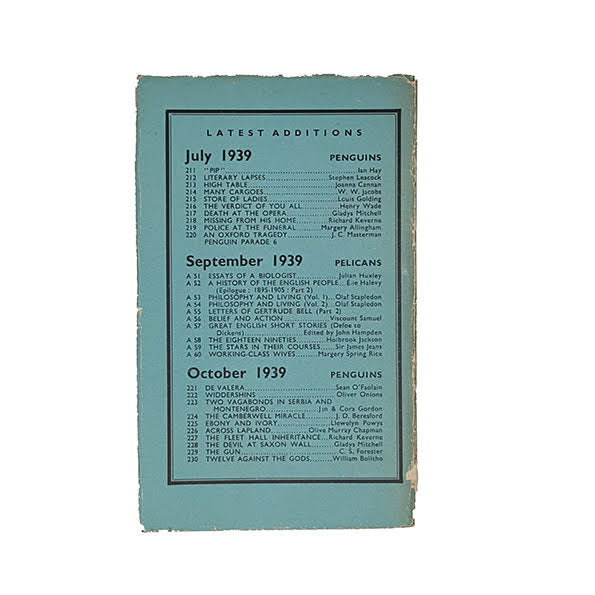 LATEST ADDITIONS
July 1939 PENGUINS
211 "PIP".......Ian Hay
212 LITERARY LAPSES.......Stephen Leacock
213 HIGH TABLE.......Joanna Cannan
214 MANY CARGOES.......W. W. Jacobs
215 STORE OF LADIES.......Louis Golding
216 THE VERDICT OF YOU ALL.......Henry Wade
217 DEATH AT THE OPERA.......Gladys Mitchell
218 MISSING FROM HIS HOME.......Richard Keverne
219 POLICE AT THE FUNERAL.......Margery Allingham
220 AN OXFORD TRAGEDY.......J. C. Masterman
PENGUIN PARADE 6
September 1939 PELICANS
A 51 ESSAYS OF A BIOLOGIST.......Julian Huxley
A 52 A HISTORY OF THE ENGLISH PEOPLE...Élie Halévy
(Epilogue : 1895-1905 : Part 2)
A 53 PHILOSOPHY AND LIVING (Vol. 1)...Olaf Stapledon
A 54 PHILOSOPHY AND LIVING (Vol. 2)...Olaf Stapledon
A 55 LETTERS OF GERTRUDE BELL (Part 2)
A 56 BELIEF AND ACTION.......Viscount Samuel
A 57 GREAT ENGLISH SHORT STORIES (Defoe to
Dickens).......Edited by John Hampden
A 58 THE EIGHTEEN NINETIES.......Holbrook Jackson
A 59 THE STARS IN THEIR COURSES.......Sir James Jeans
A 60 WORKING-CLASS WIVES.......Margery Spring Rice
October 1939 PENGUINS
221 DE VALERA.......Sean O'Faolain
222 WIDDERSHINS.......Oliver Onions
223 TWO VAGABONDS IN SERBIA AND
MONTENEGRO.......Jan & Cora Gordon
224 THE CAMBERWELL MIRACLE.......J. D. Beresford
225 EBONY AND IVORY.......Llewelyn Powys
226 ACROSS LAPLAND.......Olive Murray Chapman
227 THE FLEET HALL INHERITANCE...Richard Keverne
228 THE DEVIL AT SAXON WALL.......Gladys Mitchell
229 THE GUN.......C. S. Forester
230 TWELVE AGAINST THE GODS.......William Bolitho